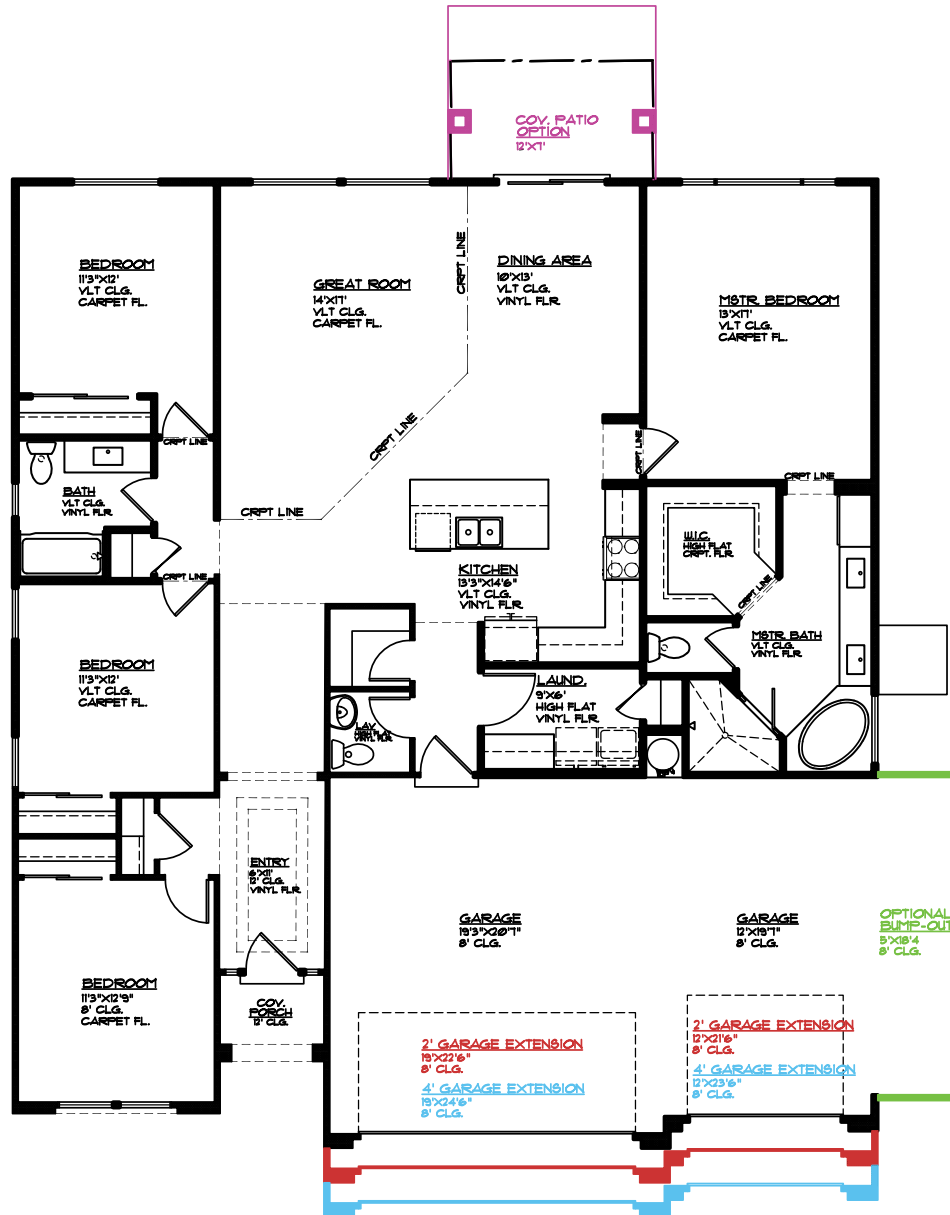 COV. PATIO
OPTION
12'X7'
BEDROOM
11'3"X12'
VLT CLG.
CARPET FL.
GREAT ROOM
14'X17'
VLT CLG.
CARPET FL.
CRPT LINE
DINING AREA
10'X13'
VLT CLG.
VINYL FLR.
MSTR. BEDROOM
13'X17'
VLT CLG.
CARPET FL.
CRPT LINE
CRPT LINE
CRPT LINE
CRPT LINE
BATH
VLT CLG.
VINYL FLR.
CRPT LINE
CRPT LINE
W.I.C.
HIGH FLAT
CRPT. FLR.
CRPT LINE
KITCHEN
13'3"X14'6"
VLT CLG.
VINYL FLR.
MSTR. BATH
VLT CLG.
VINYL FLR.
BEDROOM
11'3"X12'
VLT CLG.
CARPET FL.
LAUND.
9'X6'
HIGH FLAT
VINYL FLR.
LAV.
HIGH FLAT
VINYL FLR.
ENTRY
6'X11'
12' CLG.
VINYL FLR.
GARAGE
19'3"X20'7"
8' CLG.
GARAGE
12'X19'7"
8' CLG.
OPTIONAL
BUMP-OUT
5'X18'4
8' CLG.
BEDROOM
11'3"X12'9"
8' CLG.
CARPET FL.
COV.
PORCH
12' CLG.
2' GARAGE EXTENSION
19'X22'6"
8' CLG.
4' GARAGE EXTENSION
19'X24'6"
8' CLG.
2' GARAGE EXTENSION
12'X21'6"
8' CLG.
4' GARAGE EXTENSION
12'X23'6"
8' CLG.